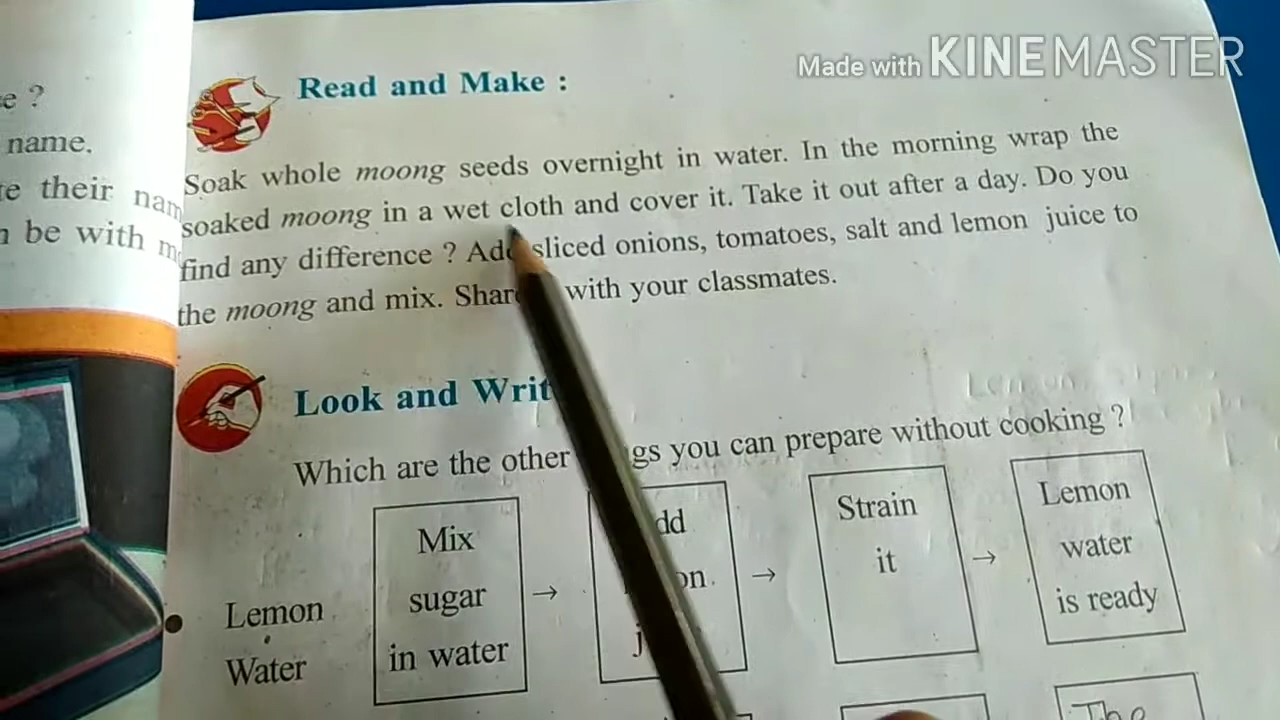 Made with KINEMASTER
e ?
name.
te their nam
n be with m
Read and Make :
Soak whole moong seeds overnight in water. In the morning wrap the
soaked moong in a wet cloth and cover it. Take it out after a day. Do you
find any difference ? Add sliced onions, tomatoes, salt and lemon juice to
the moong and mix. Share with your classmates.
Look and Writ
Which are the other gs you can prepare without cooking ?
Lemon
Water
Mix
sugar
in water
→
dd
on
j
→
Strain
it
→
Lemon
water
is ready
The